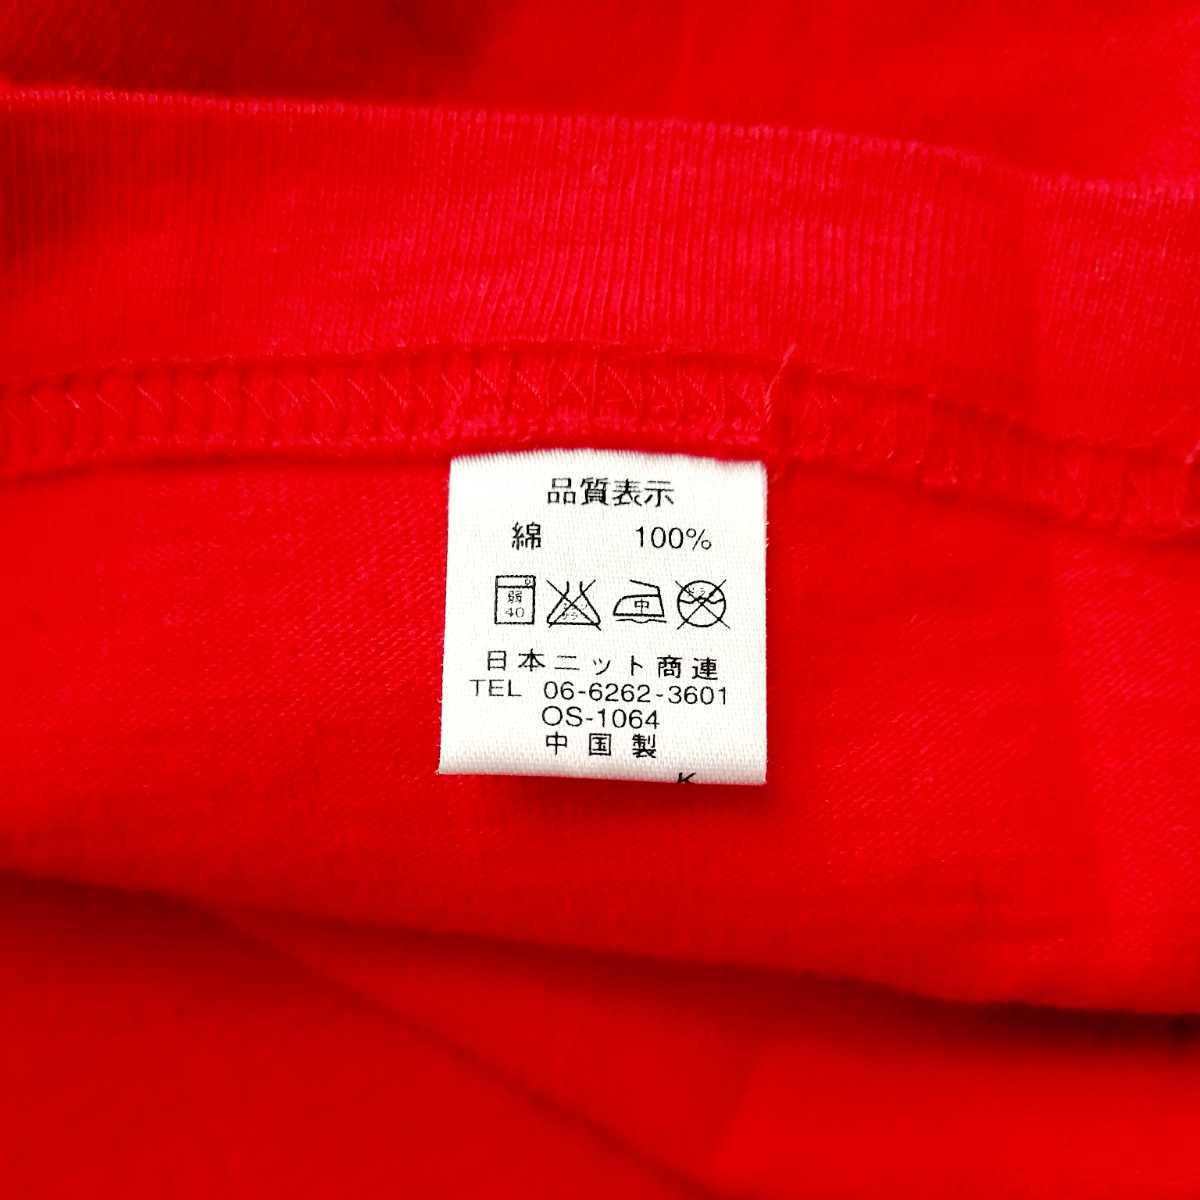 品質表示
綿 100%
弱 40 中
日本ニット商連
TEL 06-6262-3601
OS-1064
中国製
K